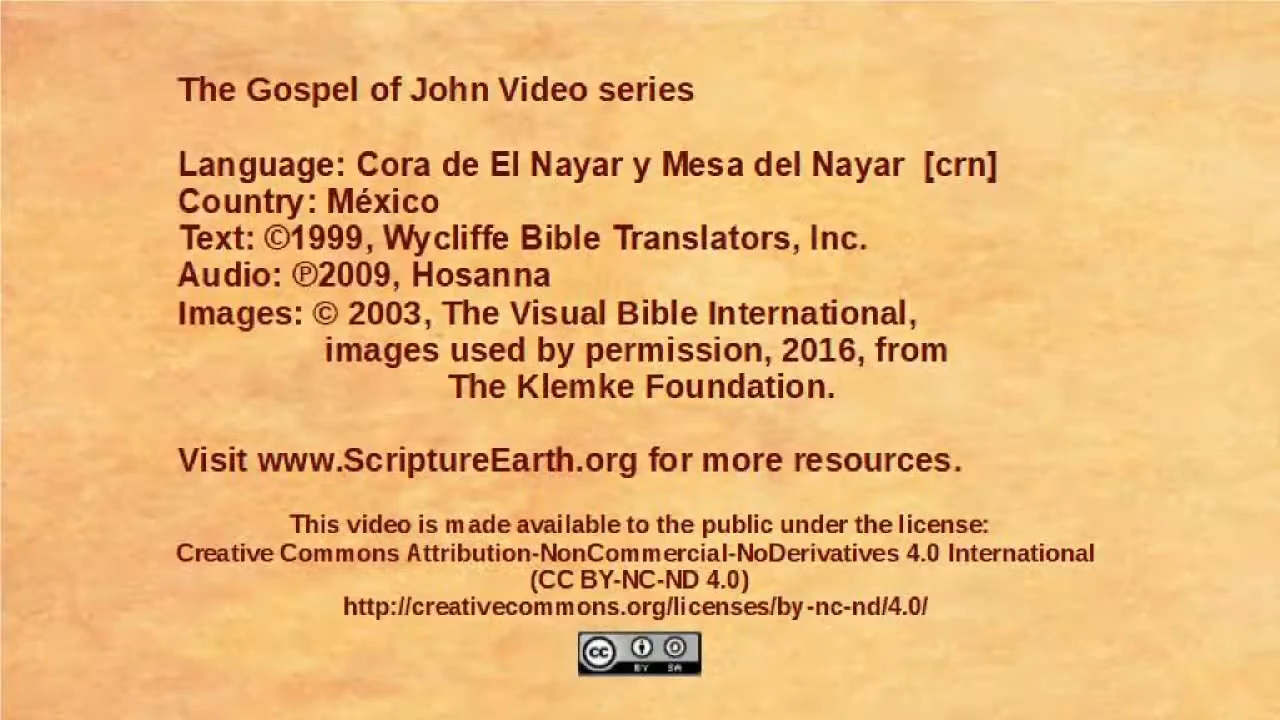 The Gospel of John Video series
Language: Cora de El Nayar y Mesa del Nayar [crn]
Country: México
Text: ©1999, Wycliffe Bible Translators, Inc.
Audio: ℗2009, Hosanna
Images: © 2003, The Visual Bible International,
images used by permission, 2016, from
The Klemke Foundation.
Visit www.ScriptureEarth.org for more resources.
This video is made available to the public under the license:
Creative Commons Attribution-NonCommercial-NoDerivatives 4.0 International
(CC BY-NC-ND 4.0)
http://creativecommons.org/licenses/by-nc-nd/4.0/
cc BY SA